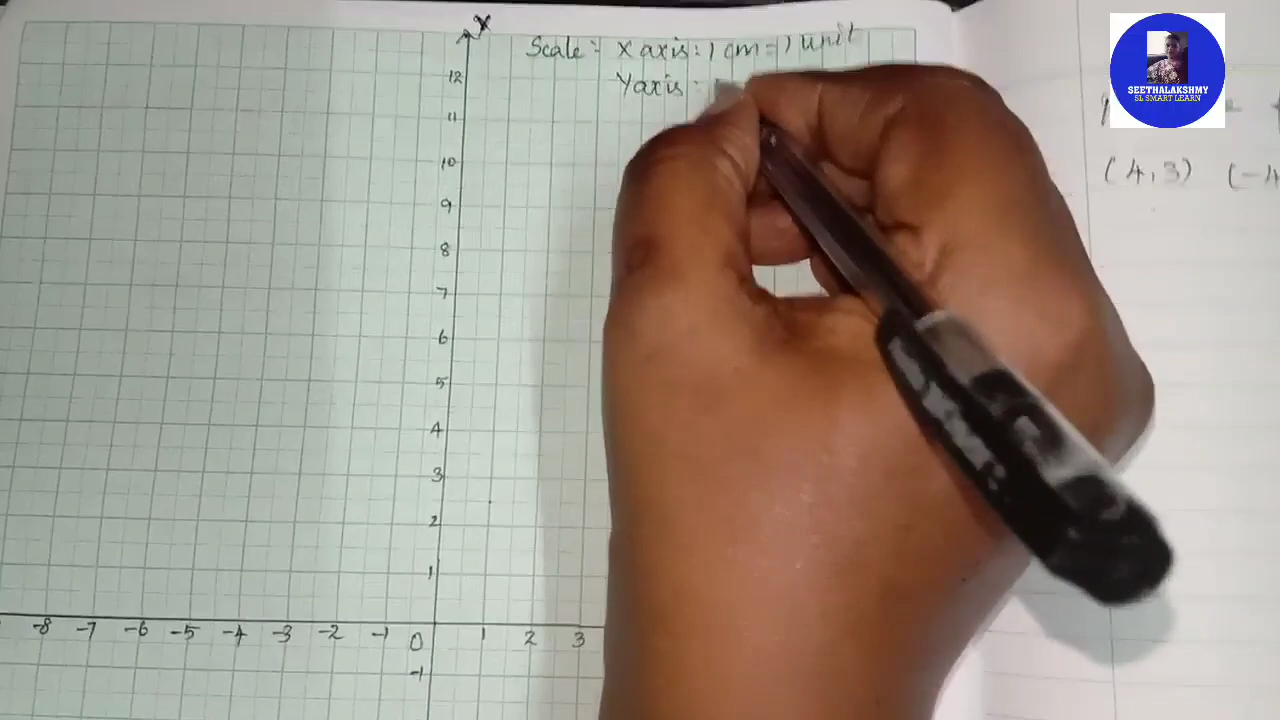 X
Scale :- X axis : 1 cm = 1 unit
Y axis :
12
11
10
9
8
7
6
5
4
3
2
1
-8 -7 -6 -5 -4 -3 -2 -1 0 1 2 3
-1
(4,3) (-4
SEETHALAKSHMY
SL SMART LEARN